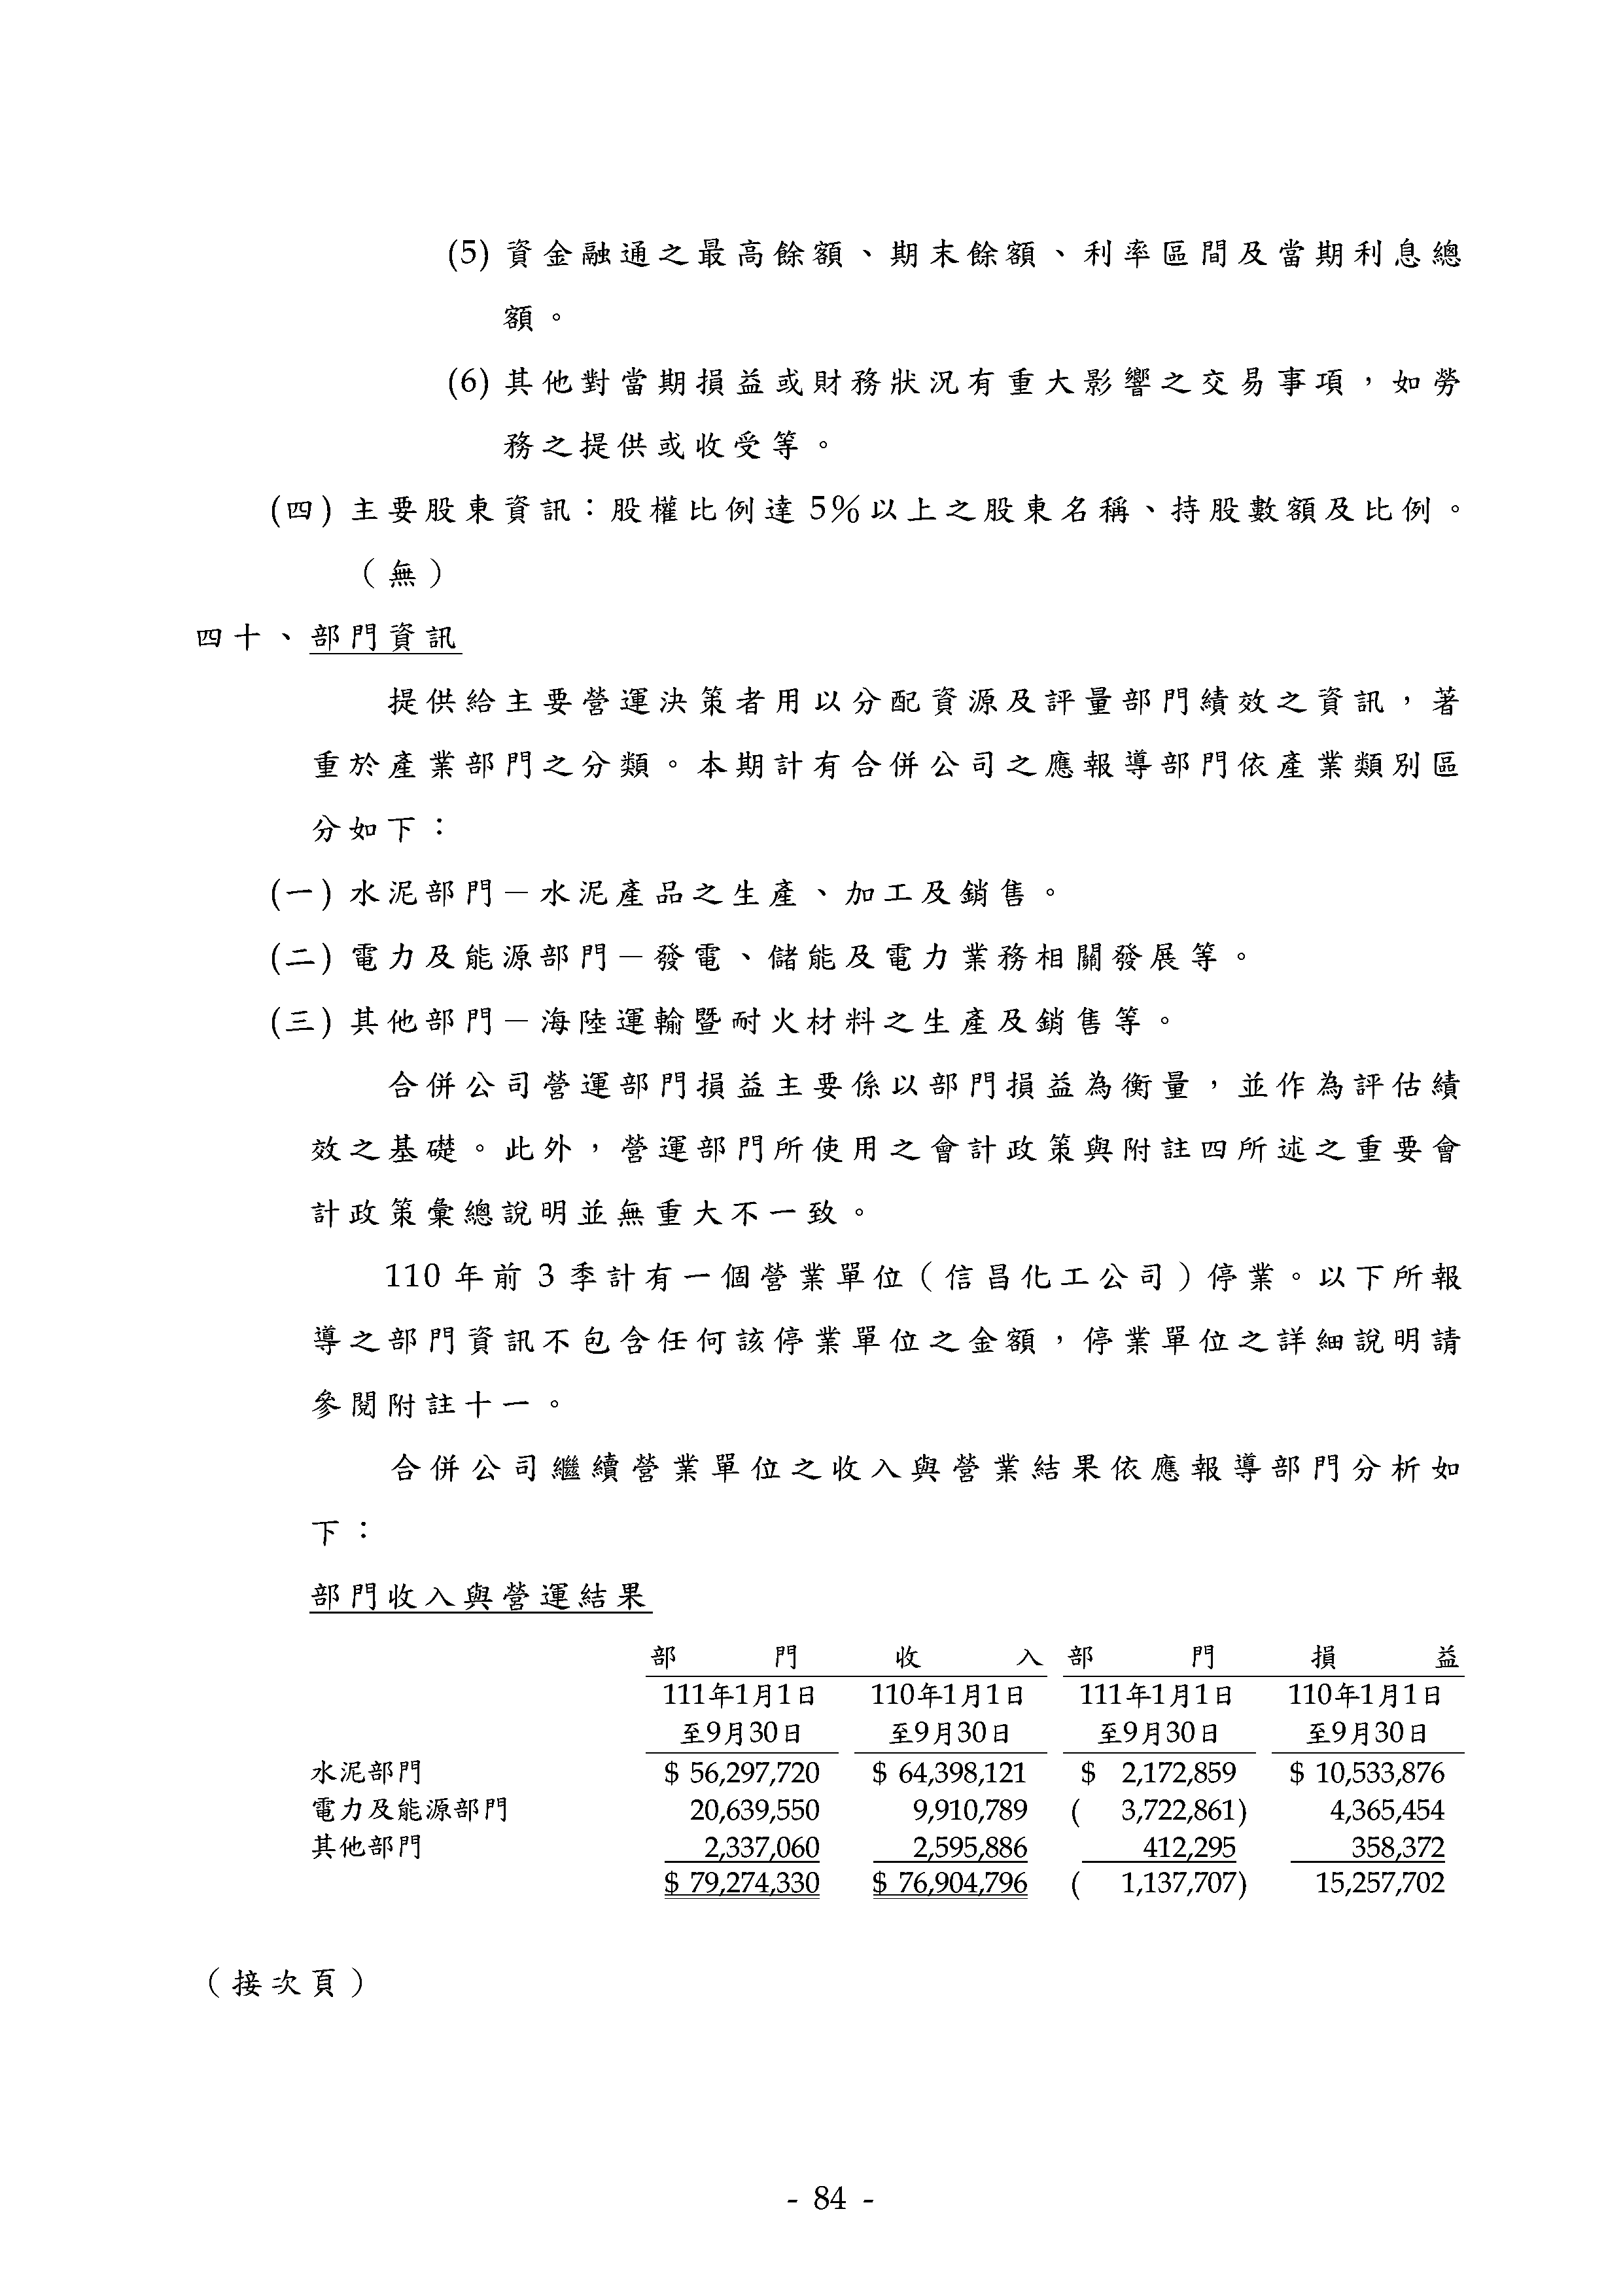 (5) 資金融通之最高餘額、期末餘額、利率區間及當期利息總
額。
(6) 其他對當期損益或財務狀況有重大影響之交易事項，如勞
務之提供或收受等。
(四) 主要股東資訊：股權比例達 5%以上之股東名稱、持股數額及比例。
（無）
四十、部門資訊
提供給主要營運決策者用以分配資源及評量部門績效之資訊，著
重於產業部門之分類。本期計有合併公司之應報導部門依產業類別區
分如下：
(一) 水泥部門－水泥產品之生產、加工及銷售。
(二) 電力及能源部門－發電、儲能及電力業務相關發展等。
(三) 其他部門－海陸運輸暨耐火材料之生產及銷售等。
合併公司營運部門損益主要係以部門損益為衡量，並作為評估績
效之基礎。此外，營運部門所使用之會計政策與附註四所述之重要會
計政策彙總說明並無重大不一致。
110 年前 3 季計有一個營業單位（信昌化工公司）停業。以下所報
導之部門資訊不包含任何該停業單位之金額，停業單位之詳細說明請
參閱附註十一。
合併公司繼續營業單位之收入與營業結果依應報導部門分析如
下：
部門收入與營運結果
部門收入 部門損益
111年1月1日 110年1月1日 111年1月1日 110年1月1日
至9月30日 至9月30日 至9月30日 至9月30日
水泥部門 $ 56,297,720 $ 64,398,121 $ 2,172,859 $ 10,533,876
電力及能源部門 20,639,550 9,910,789 ( 3,722,861) 4,365,454
其他部門 2,337,060 2,595,886 412,295 358,372
$ 79,274,330 $ 76,904,796 ( 1,137,707) 15,257,702
（接次頁）
- 84 -